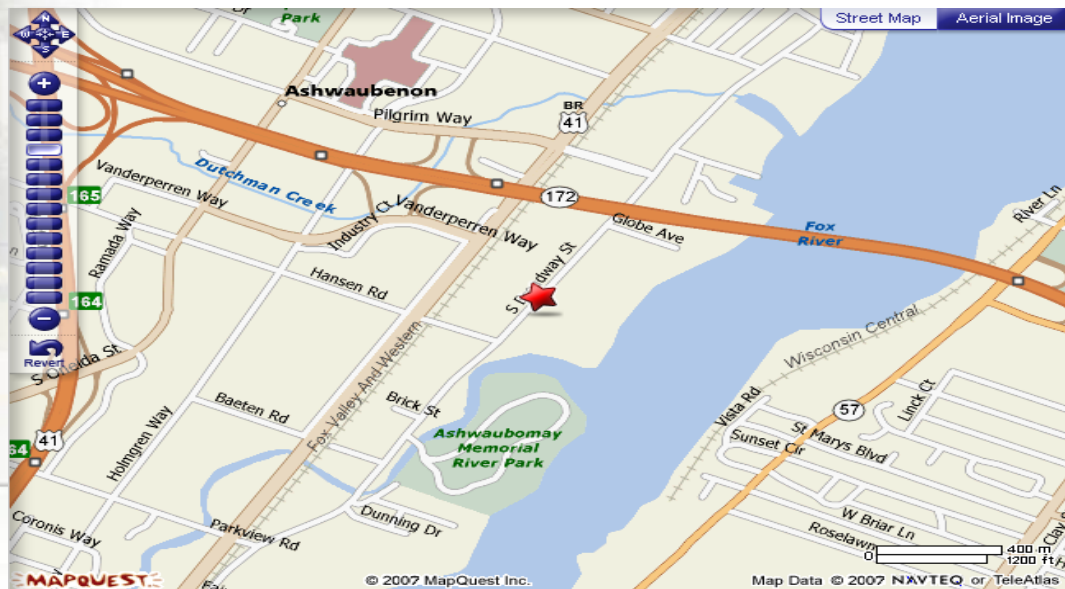 Park
N
W
E
S
Street Map
Aerial Image
Ashwaubenon
Pilgrim Way
BR
41
Dutchman Creek
172
165
Vanderperren Way
Vanderperren Way
Industry Ct
Globe Ave
Fox
River
River Ln
Ramada Way
Hansen Rd
164
Revert
S Oneida St
Wisconsin Central
Fox Valley And Western
Baeten Rd
Brick St
Holmgren Way
41
64
Ashwaubomay
Memorial
River Park
Vista Rd
57
Linck Ct
St Marys Blvd
Sunset Cir
Dunning Dr
Parkview Rd
Coronis Way
W Briar Ln
Roselawn
0
400 m
1200 ft
MAPQUEST
© 2007 MapQuest Inc.
Map Data © 2007 NAVTEQ or TeleAtlas